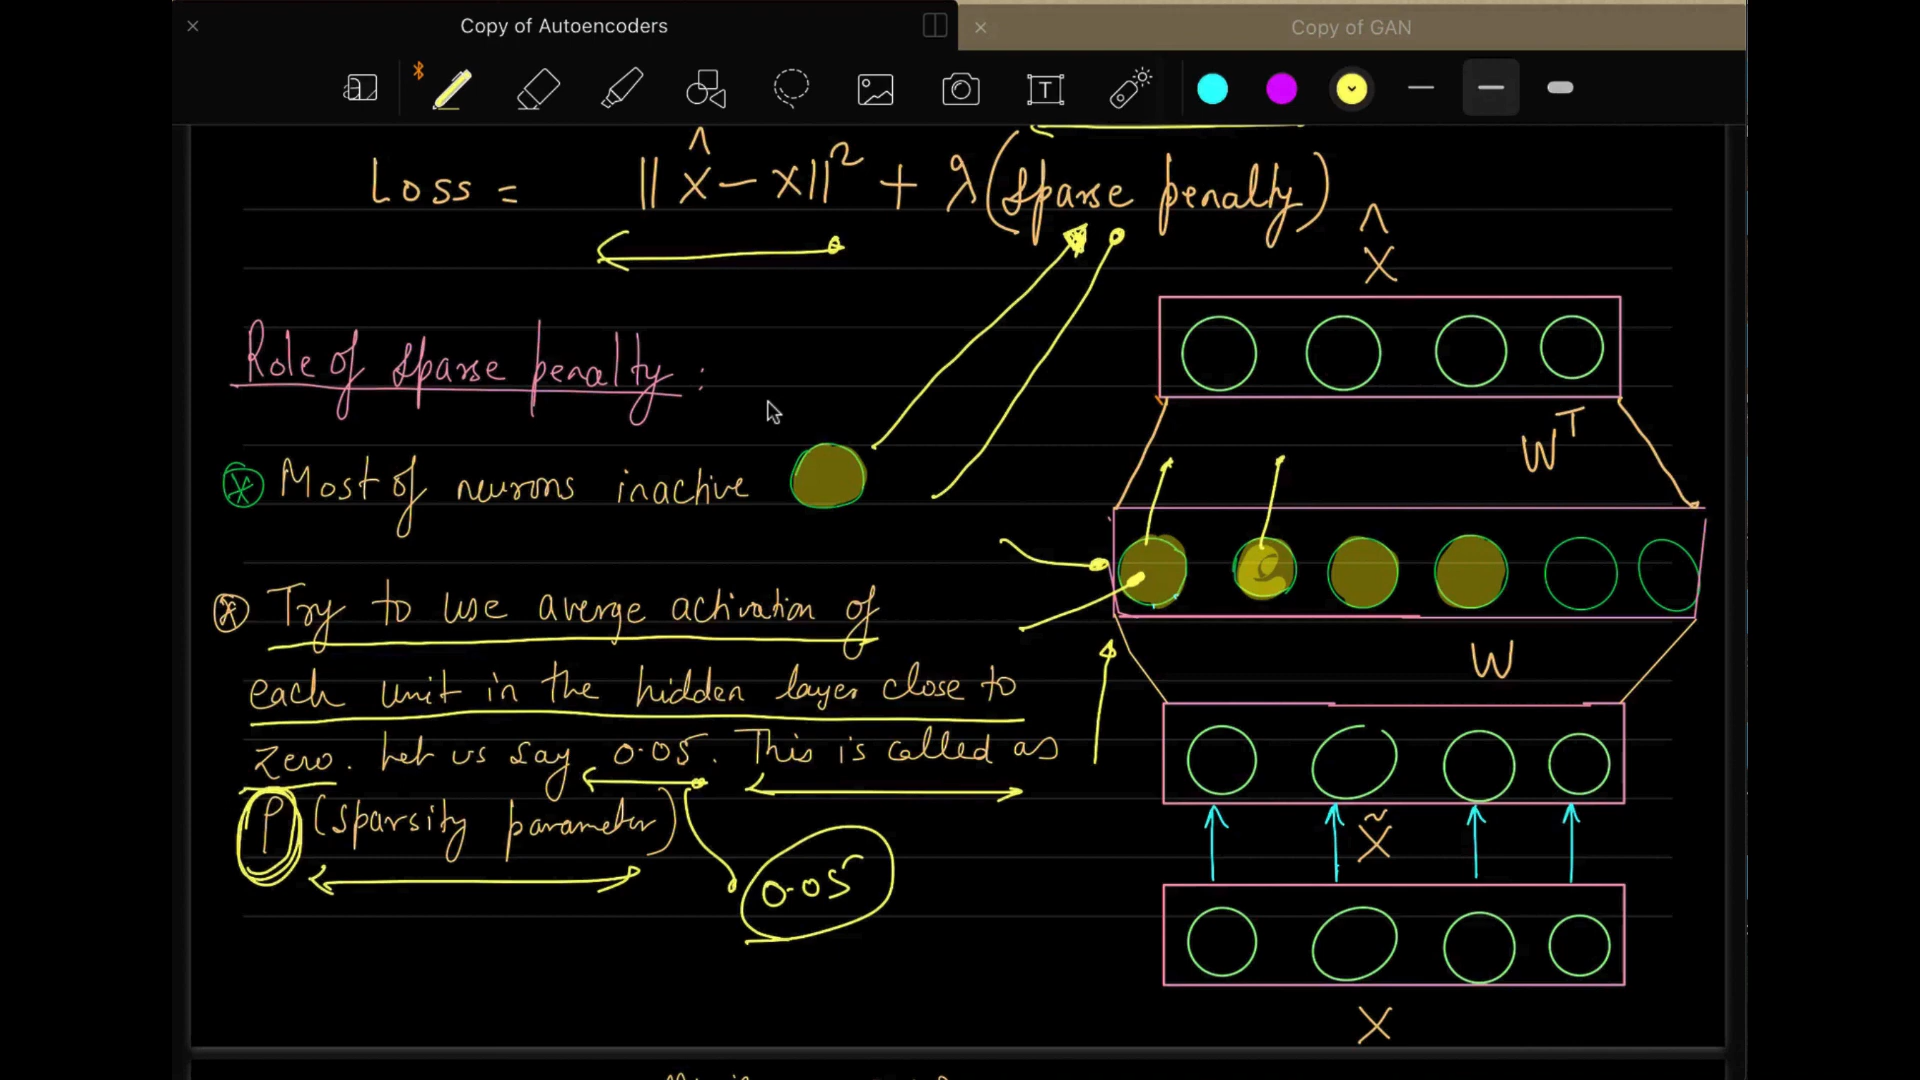 Copy of Autoencoders
Copy of GAN
T
Loss = || x̂ - x ||² + λ (sparse penalty)
X̂
Role of sparse penalty :
Wᵀ
Most of neurons inactive
Try to use averge activation of
W
each unit in the hidden layer close to
Zero. Let us say 0.05. This is called as
ρ (sparsity parameter)
X̃
0.05
X